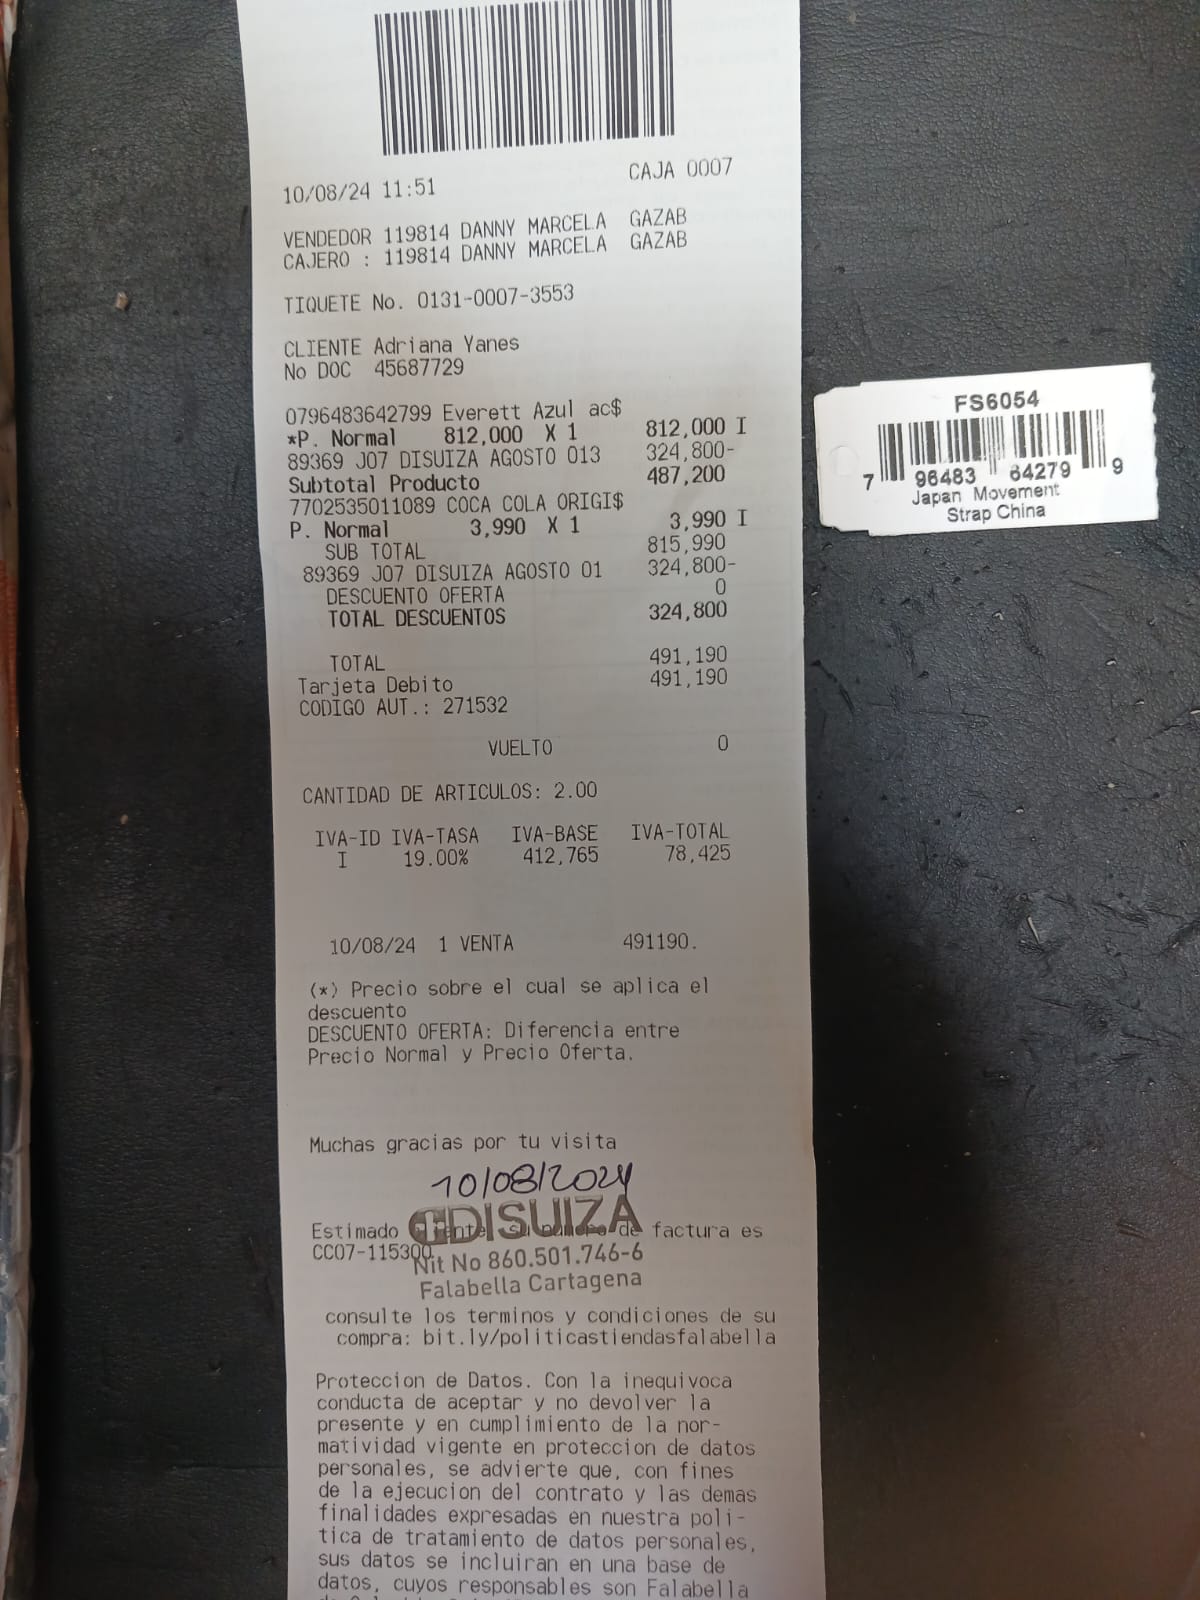 10/08/24 11:51 CAJA 0007
VENDEDOR 119814 DANNY MARCELA GAZAB
CAJERO : 119814 DANNY MARCELA GAZAB
TIQUETE No. 0131-0007-3553
CLIENTE Adriana Yanes
No DOC 45687729
0796483642799 Everett Azul ac$
*P. Normal 812,000 X 1 812,000 I
89369 J07 DISUIZA AGOSTO 013 324,800-
Subtotal Producto 487,200
7702535011089 COCA COLA ORIGI$
P. Normal 3,990 X 1 3,990 I
SUB TOTAL 815,990
89369 J07 DISUIZA AGOSTO 01 324,800-
DESCUENTO OFERTA 0
TOTAL DESCUENTOS 324,800
TOTAL 491,190
Tarjeta Debito 491,190
CODIGO AUT.: 271532
VUELTO 0
CANTIDAD DE ARTICULOS: 2.00
IVA-ID IVA-TASA IVA-BASE IVA-TOTAL
I 19.00% 412,765 78,425
10/08/24 1 VENTA 491190.
(*) Precio sobre el cual se aplica el
descuento
DESCUENTO OFERTA: Diferencia entre
Precio Normal y Precio Oferta.
Muchas gracias por tu visita
10/08/2024
DISUIZA
Estimado cliente, su numero de factura es
CC07-115300
Nit No 860.501.746-6
Falabella Cartagena
consulte los terminos y condiciones de su
compra: bit.ly/politicastiendasfalabella
Proteccion de Datos. Con la inequivoca
conducta de aceptar y no devolver la
presente y en cumplimiento de la nor-
matividad vigente en proteccion de datos
personales, se advierte que, con fines
de la ejecucion del contrato y las demas
finalidades expresadas en nuestra poli-
tica de tratamiento de datos personales,
sus datos se incluiran en una base de
datos, cuyos responsables son Falabella
FS6054
7 96483 64279 9
Japan Movement
Strap China